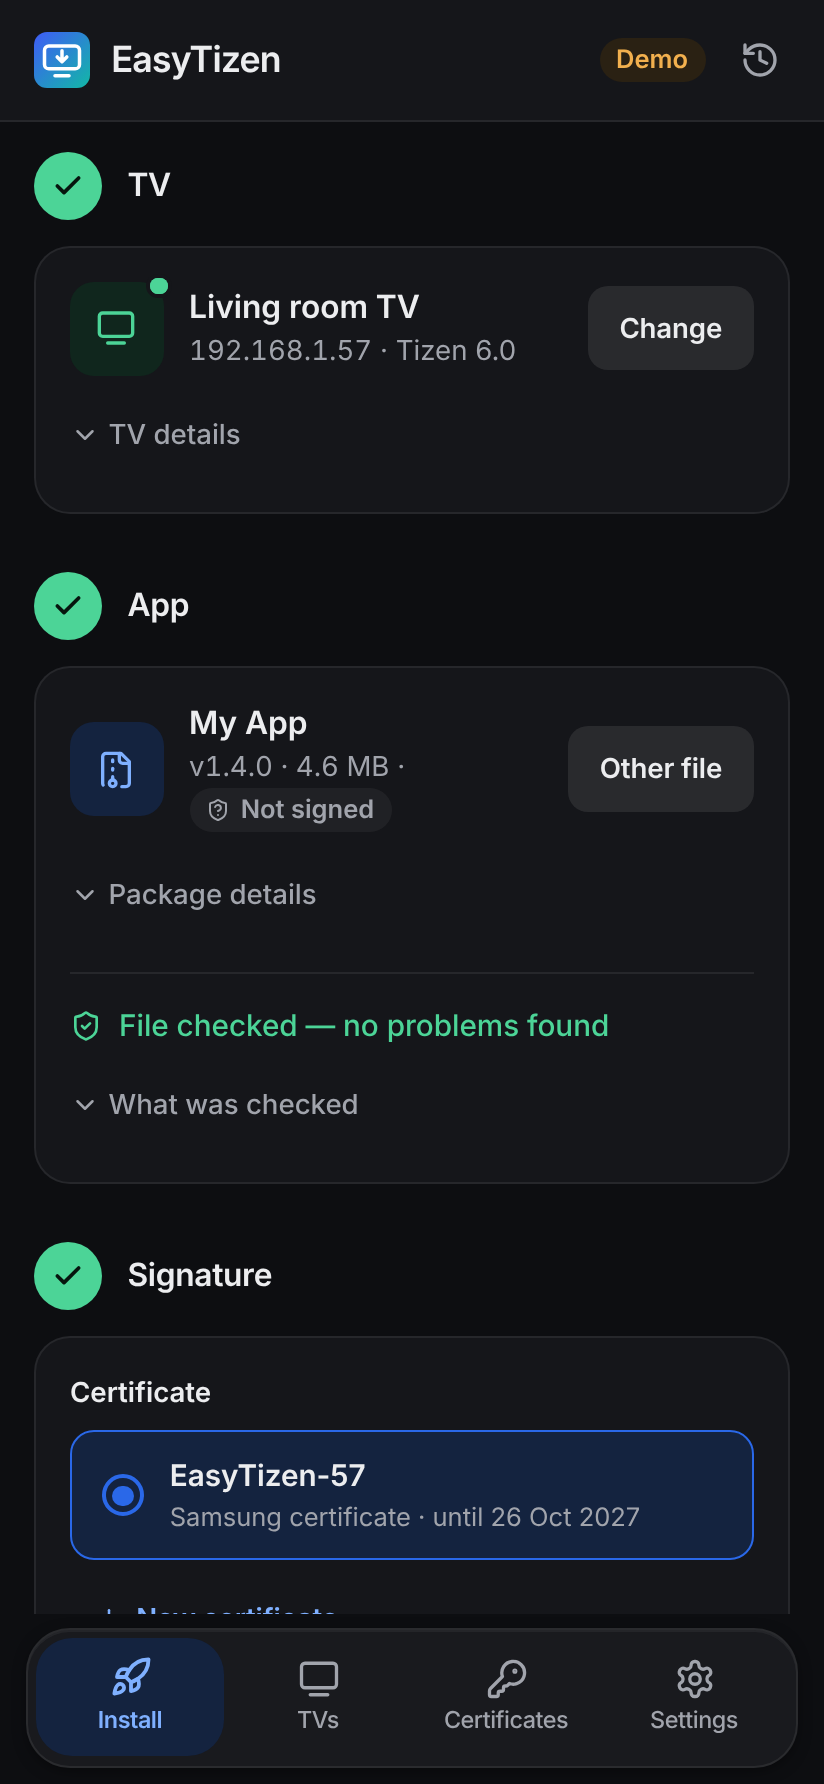 EasyTizen
Demo
TV
Living room TV
192.168.1.57 · Tizen 6.0
Change
TV details
App
My App
v1.4.0 · 4.6 MB ·
Not signed
Other file
Package details
File checked — no problems found
What was checked
Signature
Certificate
EasyTizen-57
Samsung certificate · until 26 Oct 2027
New certificate
Install
TVs
Certificates
Settings